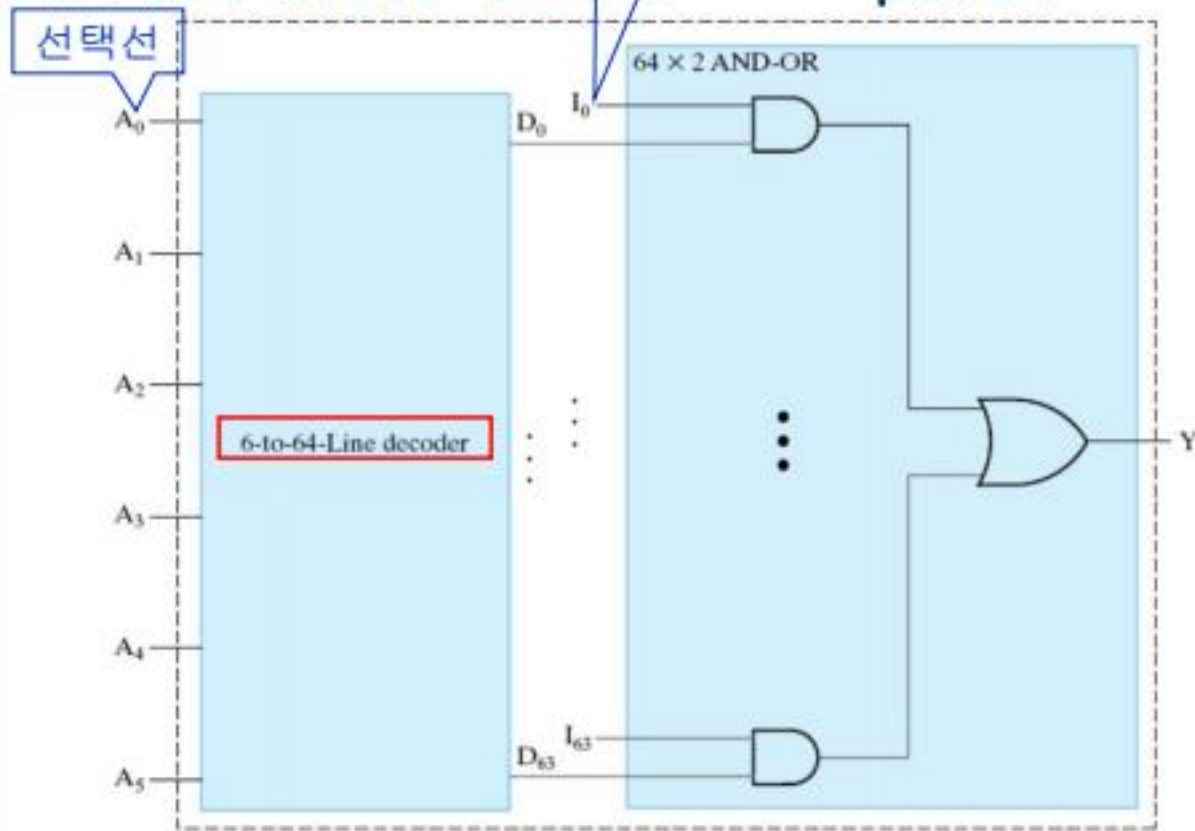 선택선
64 × 2 AND-OR
I₀
A₀
D₀
A₁
A₂
6-to-64-Line decoder
Y
A₃
A₄
I₆₃
D₆₃
A₅